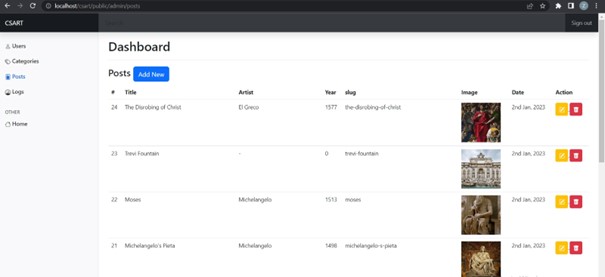 localhost/csart/public/admin/posts
CSART
Search
Sign out
Users
Categories
Posts
Logs
OTHER
Home
Dashboard
Posts Add New
# Title Artist Year slug Image Date Action
24 The Disrobing of Christ El Greco 1577 the-disrobing-of-christ 2nd Jan, 2023
23 Trevi Fountain - 0 trevi-fountain 2nd Jan, 2023
22 Moses Michelangelo 1513 moses 2nd Jan, 2023
21 Michelangelo's Pieta Michelangelo 1498 michelangelo-s-pieta 2nd Jan, 2023